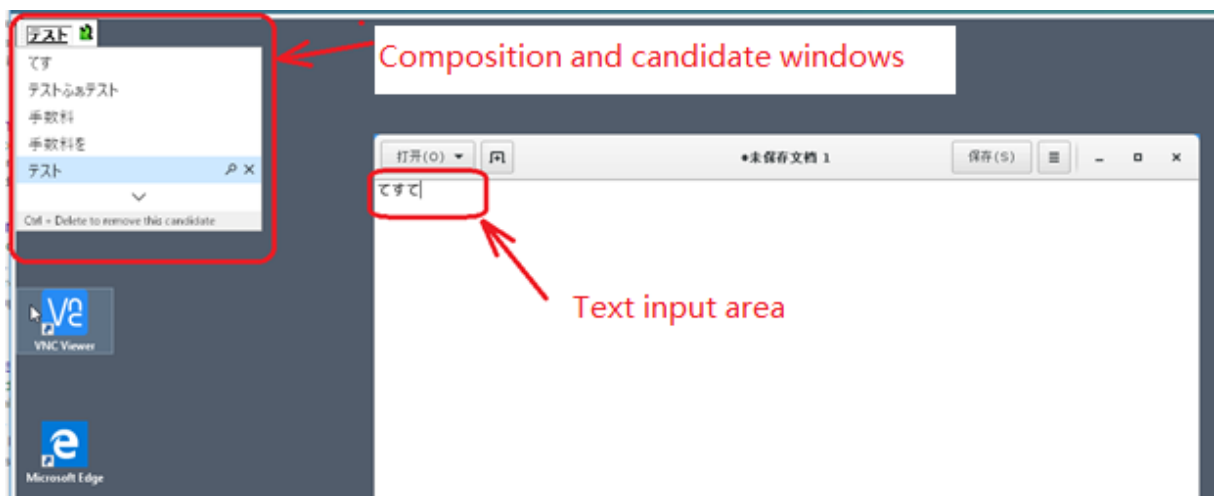 テスト
てす
テストふぁテスト
手数料
手数料を
テスト
Ctrl + Delete to remove this candidate
Composition and candidate windows
打开(O)
•未保存文档 1
保存(S)
てすて
Text input area
VNC Viewer
Microsoft Edge